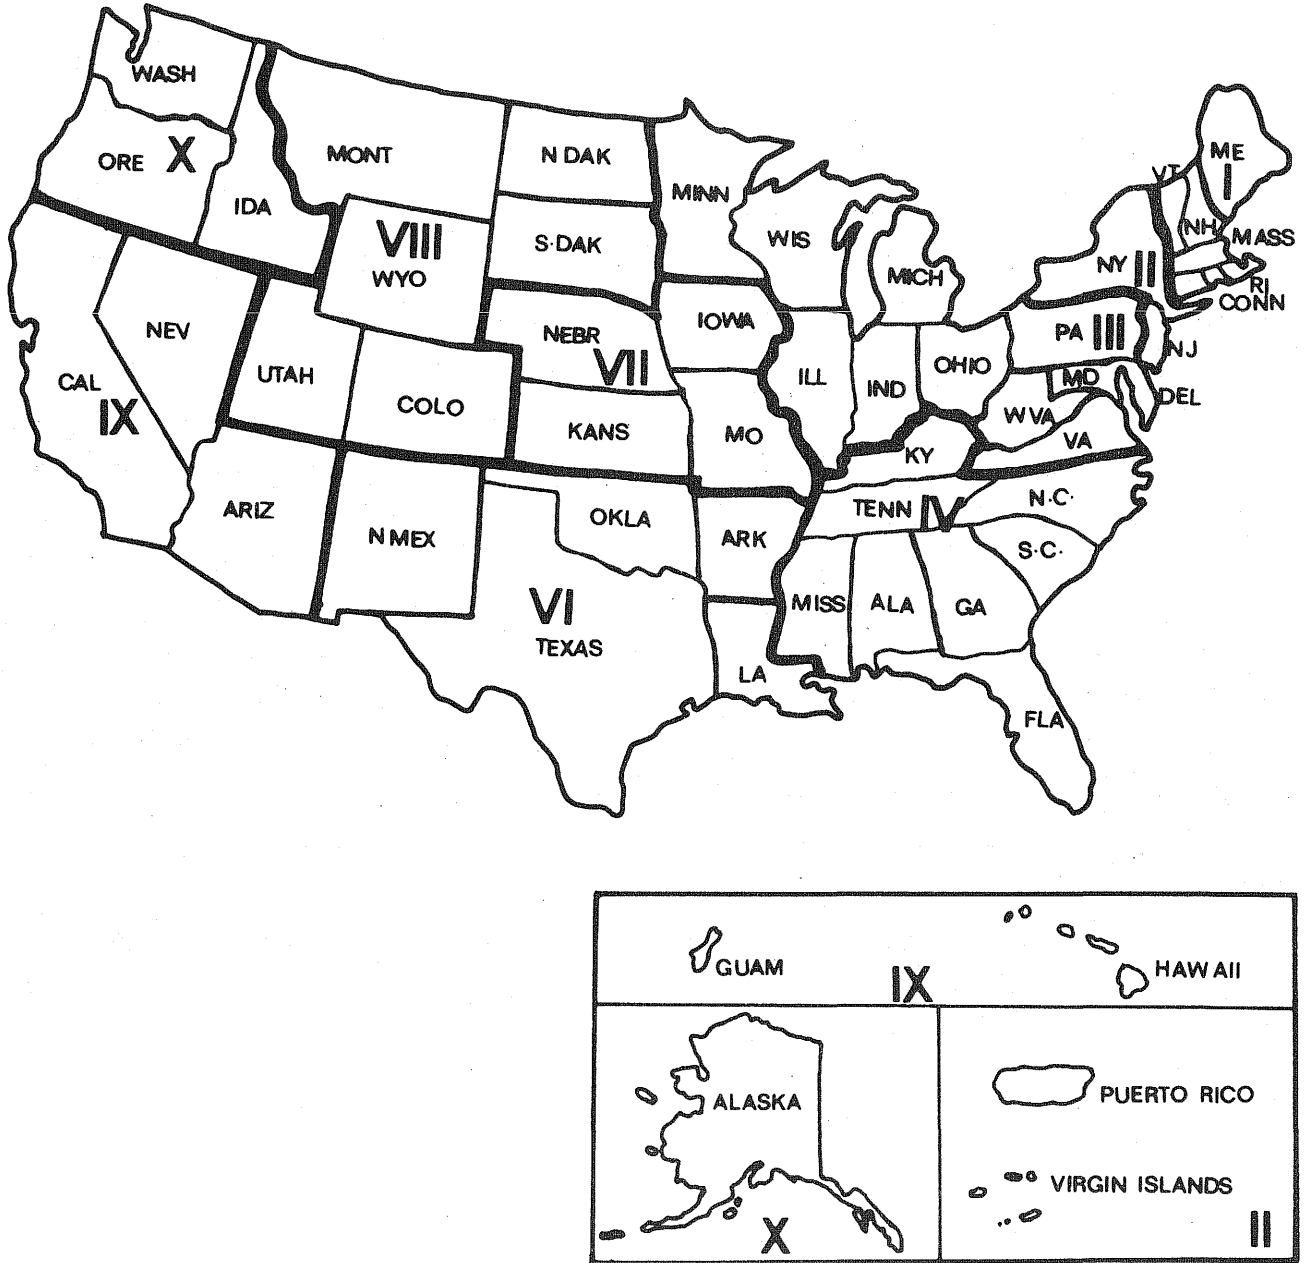 WASH
ORE
X
IDA
MONT
N DAK
MINN
VT
ME
I
NH
MASS
S·DAK
VIII
WYO
WIS
MICH
NY
II
RI
CONN
NEV
NEBR
VII
IOWA
PA
III
NJ
CAL
IX
UTAH
COLO
KANS
MO
ILL
IND
OHIO
MD
DEL
WVA
VA
KY
ARIZ
N MEX
OKLA
ARK
TENN
IV
N·C·
S·C·
VI
TEXAS
MISS
ALA
GA
LA
FLA
GUAM
IX
HAWAII
ALASKA
X
PUERTO RICO
VIRGIN ISLANDS
II